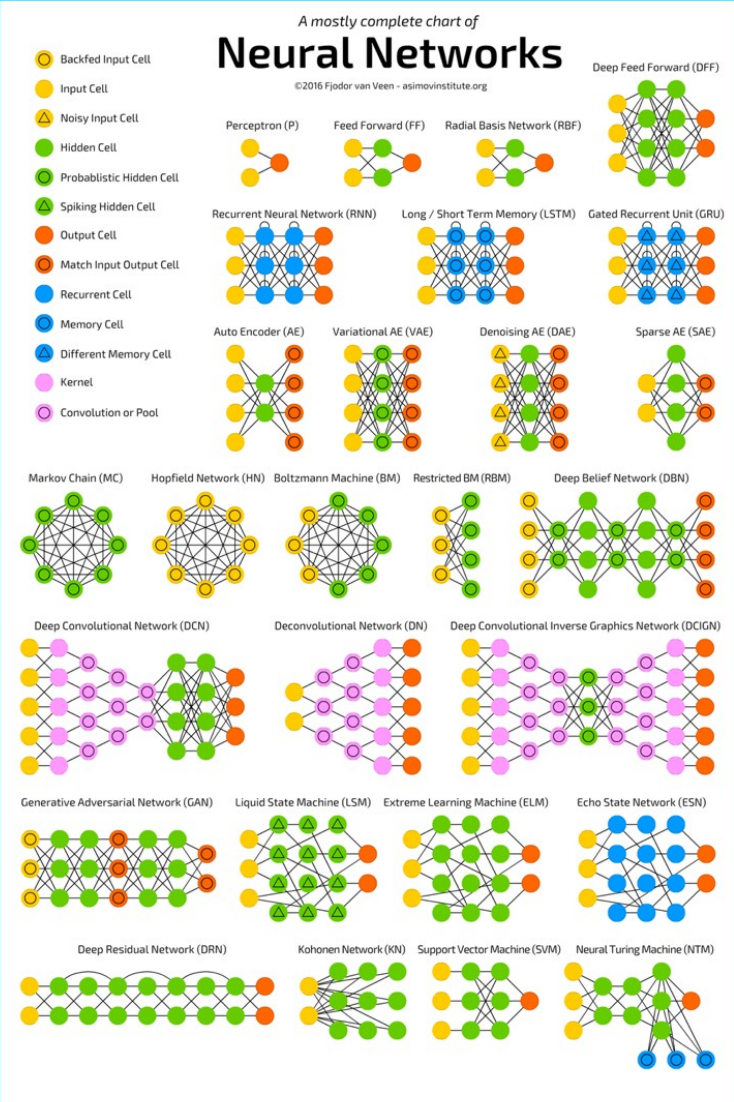 A mostly complete chart of
Neural Networks
©2016 Fjodor van Veen - asimovinstitute.org
Backfed Input Cell
Input Cell
Noisy Input Cell
Hidden Cell
Probablistic Hidden Cell
Spiking Hidden Cell
Output Cell
Match Input Output Cell
Recurrent Cell
Memory Cell
Different Memory Cell
Kernel
Convolution or Pool
Deep Feed Forward (DFF)
Perceptron (P)
Feed Forward (FF)
Radial Basis Network (RBF)
Recurrent Neural Network (RNN)
Long / Short Term Memory (LSTM)
Gated Recurrent Unit (GRU)
Auto Encoder (AE)
Variational AE (VAE)
Denoising AE (DAE)
Sparse AE (SAE)
Markov Chain (MC)
Hopfield Network (HN)
Boltzmann Machine (BM)
Restricted BM (RBM)
Deep Belief Network (DBN)
Deep Convolutional Network (DCN)
Deconvolutional Network (DN)
Deep Convolutional Inverse Graphics Network (DCIGN)
Generative Adversarial Network (GAN)
Liquid State Machine (LSM)
Extreme Learning Machine (ELM)
Echo State Network (ESN)
Deep Residual Network (DRN)
Kohonen Network (KN)
Support Vector Machine (SVM)
Neural Turing Machine (NTM)